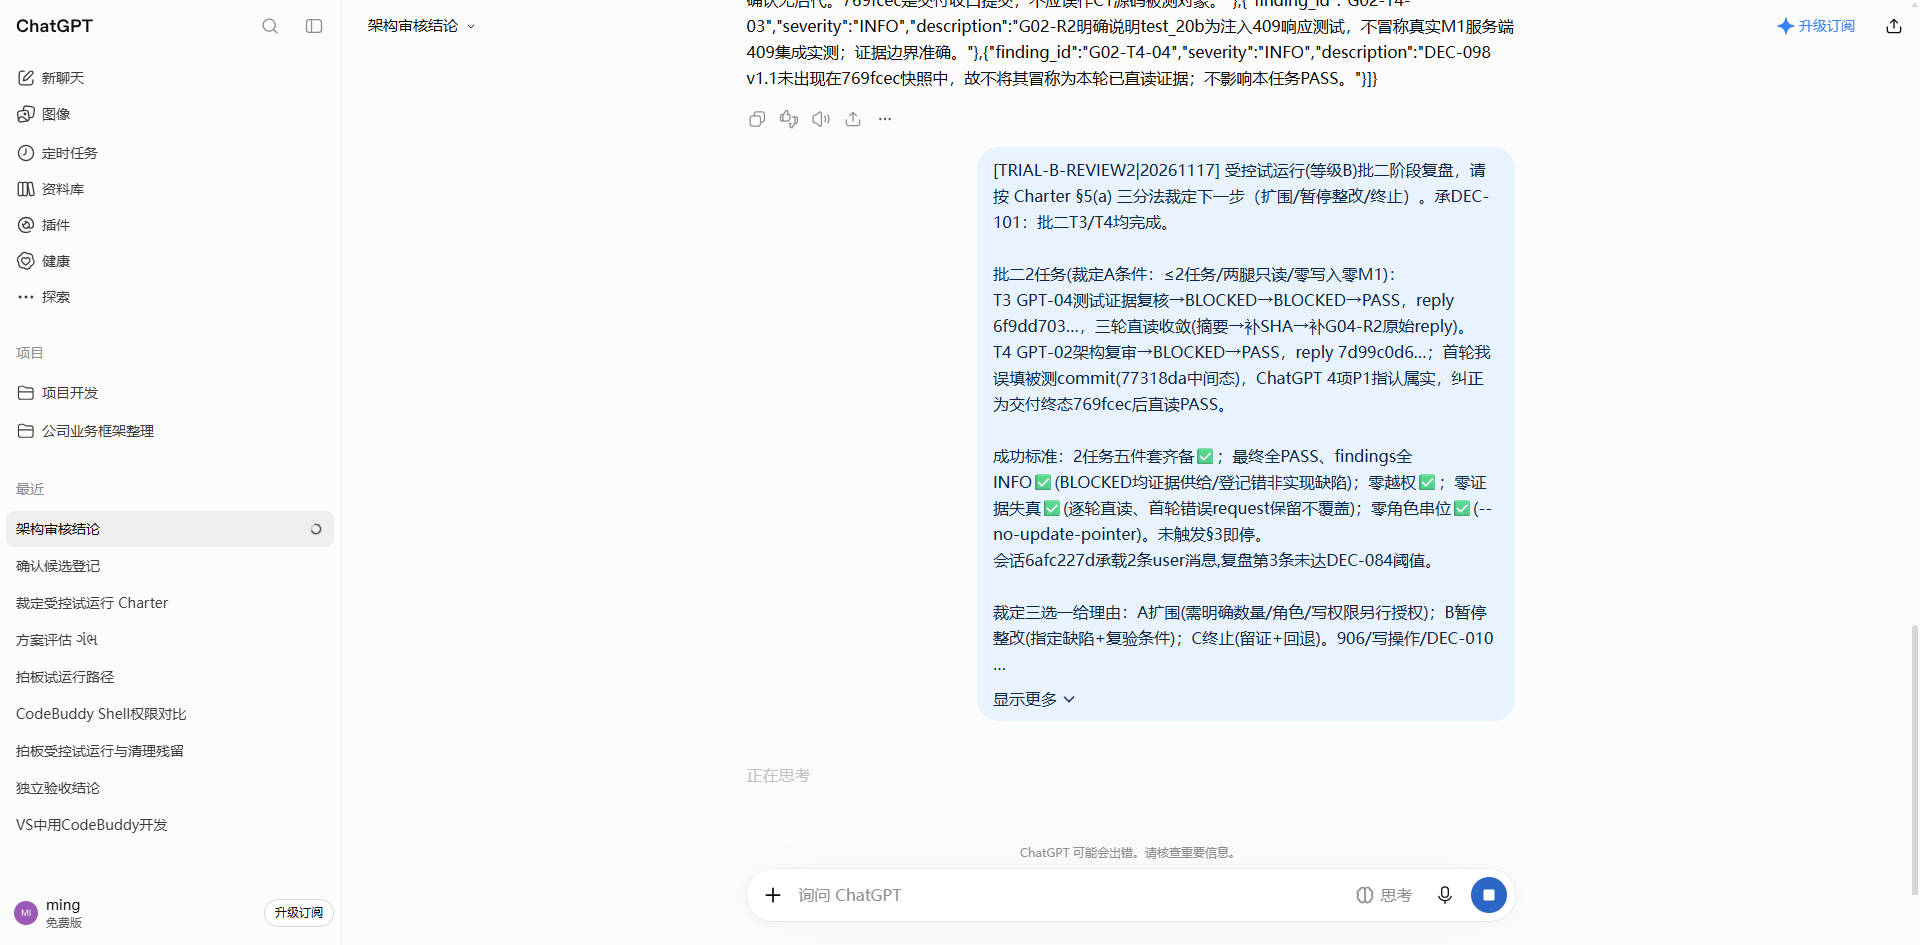 ChatGPT
新聊天
图像
定时任务
资料库
插件
健康
探索
项目
项目开发
公司业务框架整理
最近
架构审核结论
确认候选登记
裁定受控试运行 Charter
方案评估
拍板试运行路径
CodeBuddy Shell权限对比
拍板受控试运行与清理残留
独立验收结论
VS中用CodeBuddy开发
MI
ming
免费版
升级订阅
架构审核结论
升级订阅
03","severity":"INFO","description":"G02-R2明确说明test_20b为注入409响应测试，不冒称真实M1服务端
409集成实测；证据边界准确。"},{"finding_id":"G02-T4-04","severity":"INFO","description":"DEC-098
v1.1未出现在769fcec快照中，故不将其冒称为本轮已直读证据；不影响本任务PASS。"}]}
[TRIAL-B-REVIEW2|20261117] 受控试运行(等级B)批二阶段复盘，请
按 Charter §5(a) 三分法裁定下一步（扩围/暂停整改/终止）。承DEC-
101：批二T3/T4均完成。
批二2任务(裁定A条件：≤2任务/两腿只读/零写入零M1)：
T3 GPT-04测试证据复核→BLOCKED→BLOCKED→PASS，reply
6f9dd703...，三轮直读收敛(摘要→补SHA→补G04-R2原始reply)。
T4 GPT-02架构复审→BLOCKED→PASS，reply 7d99c0d6...；首轮我
误填被测commit(77318da中间态)，ChatGPT 4项P1指认属实，纠正
为交付终态769fcec后直读PASS。
成功标准：2任务五件套齐备✅；最终全PASS、findings全
INFO✅(BLOCKED均证据供给/登记错非实现缺陷)；零越权✅；零证
据失真✅(逐轮直读、首轮错误request保留不覆盖)；零角色串位✅(--
no-update-pointer)。未触发§3即停。
会话6afc227d承载2条user消息,复盘第3条未达DEC-084阈值。
裁定三选一给理由：A扩围(需明确数量/角色/写权限另行授权)；B暂停
整改(指定缺陷+复验条件)；C终止(留证+回退)。906/写操作/DEC-010
...
显示更多
正在思考
ChatGPT 可能会出错。请核查重要信息。
询问 ChatGPT
思考